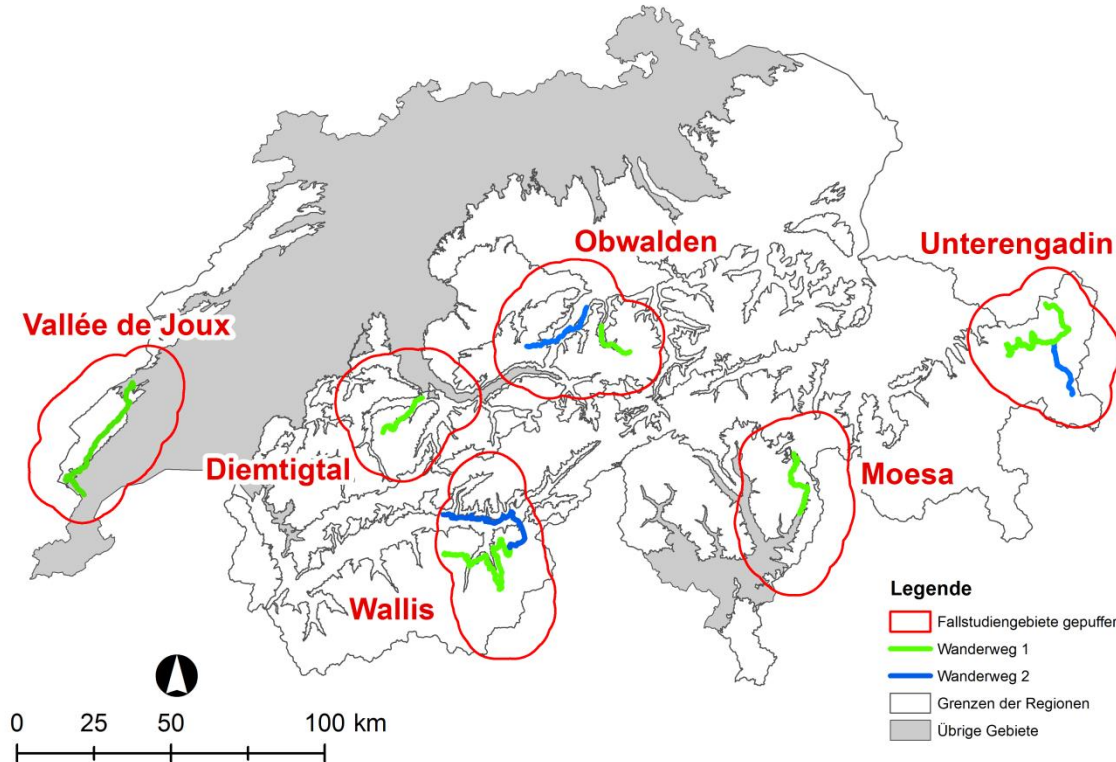 Obwalden
Unterengadin
Vallée de Joux
Diemtigtal
Moesa
Wallis
Legende
Fallstudiengebiete gepuffer
Wanderweg 1
Wanderweg 2
Grenzen der Regionen
Übrige Gebiete
0 25 50 100 km